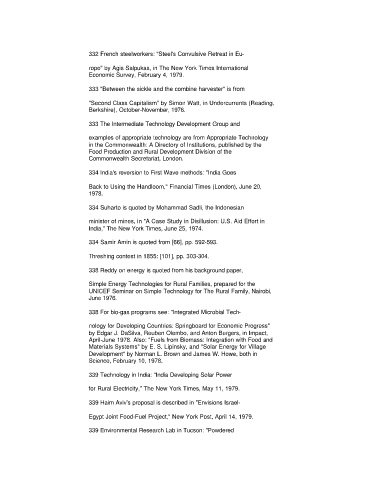 332 French steelworkers: "Steel's Convulsive Retreat in Eu-
rope" by Agis Salpukas, in The New York Times International
Economic Survey, February 4, 1979.
333 "Between the sickle and the combine harvester" is from
"Second Class Capitalism" by Simon Watt, in Undercurrents (Reading,
Berkshire), October-November, 1976.
333 The Intermediate Technology Development Group and
examples of appropriate technology are from Appropriate Technology
in the Commonwealth: A Directory of Institutions, published by the
Food Production and Rural Development Division of the
Commonwealth Secretariat, London.
334 India's reversion to First Wave methods: "India Goes
Back to Using the Handloom," Financial Times (London), June 20,
1978.
334 Suharto is quoted by Mohammad Sadli, the Indonesian
minister of mines, in "A Case Study in Disillusion: U.S. Aid Effort in
India," The New York Times, June 25, 1974.
334 Samir Amin is quoted from [66], pp. 592-593.
Threshing contest in 1855: [101], pp. 303-304.
338 Reddy on energy is quoted from his background paper,
Simple Energy Technologies for Rural Families, prepared for the
UNICEF Seminar on Simple Technology for The Rural Family, Nairobi,
June 1976.
338 For bio-gas programs see: "Integrated Microbial Tech-
nology for Developing Countries: Springboard for Economic Progress"
by Edgar J. DaSilva, Reuben Olembo, and Anton Burgers, in Impact,
April-June 1978. Also: "Fuels from Biomass: Integration with Food and
Materials Systems" by E. S. Lipinsky, and "Solar Energy for Village
Development" by Norman L. Brown and James W. Howe, both in
Science, February 10, 1978.
339 Technology in India: "India Developing Solar Power
for Rural Electricity," The New York Times, May 11, 1979.
339 Haim Aviv's proposal is described in "Envisions Israel-
Egypt Joint Food-Fuel Project," New York Post, April 14, 1979.
339 Environmental Research Lab in Tucson: "Powdered